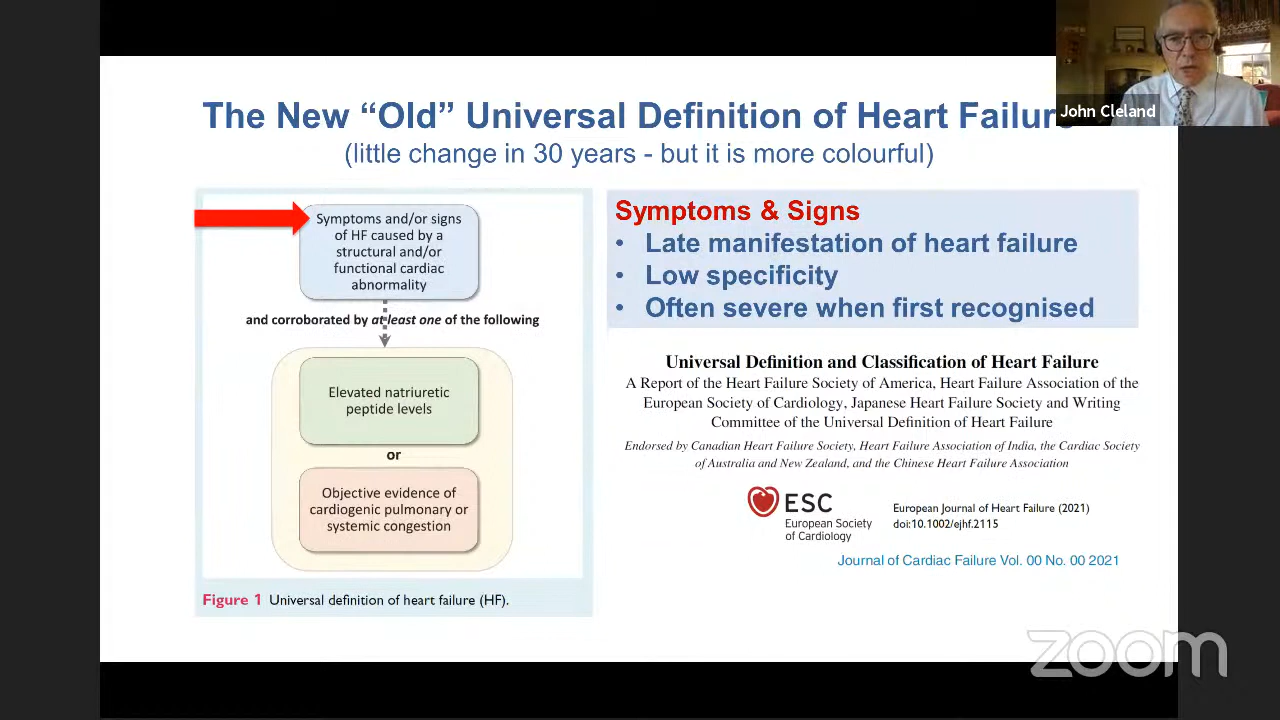 John Cleland
The New “Old” Universal Definition of Heart Failure
(little change in 30 years - but it is more colourful)
Symptoms and/or signs
of HF caused by a
structural and/or
functional cardiac
abnormality
and corroborated by at least one of the following
Elevated natriuretic
peptide levels
or
Objective evidence of
cardiogenic pulmonary or
systemic congestion
Figure 1 Universal definition of heart failure (HF).
Symptoms & Signs
• Late manifestation of heart failure
• Low specificity
• Often severe when first recognised
Universal Definition and Classification of Heart Failure
A Report of the Heart Failure Society of America, Heart Failure Association of the
European Society of Cardiology, Japanese Heart Failure Society and Writing
Committee of the Universal Definition of Heart Failure
Endorsed by Canadian Heart Failure Society, Heart Failure Association of India, the Cardiac Society
of Australia and New Zealand, and the Chinese Heart Failure Association
ESC
European Society
of Cardiology
European Journal of Heart Failure (2021)
doi:10.1002/ejhf.2115
Journal of Cardiac Failure Vol. 00 No. 00 2021
zoom